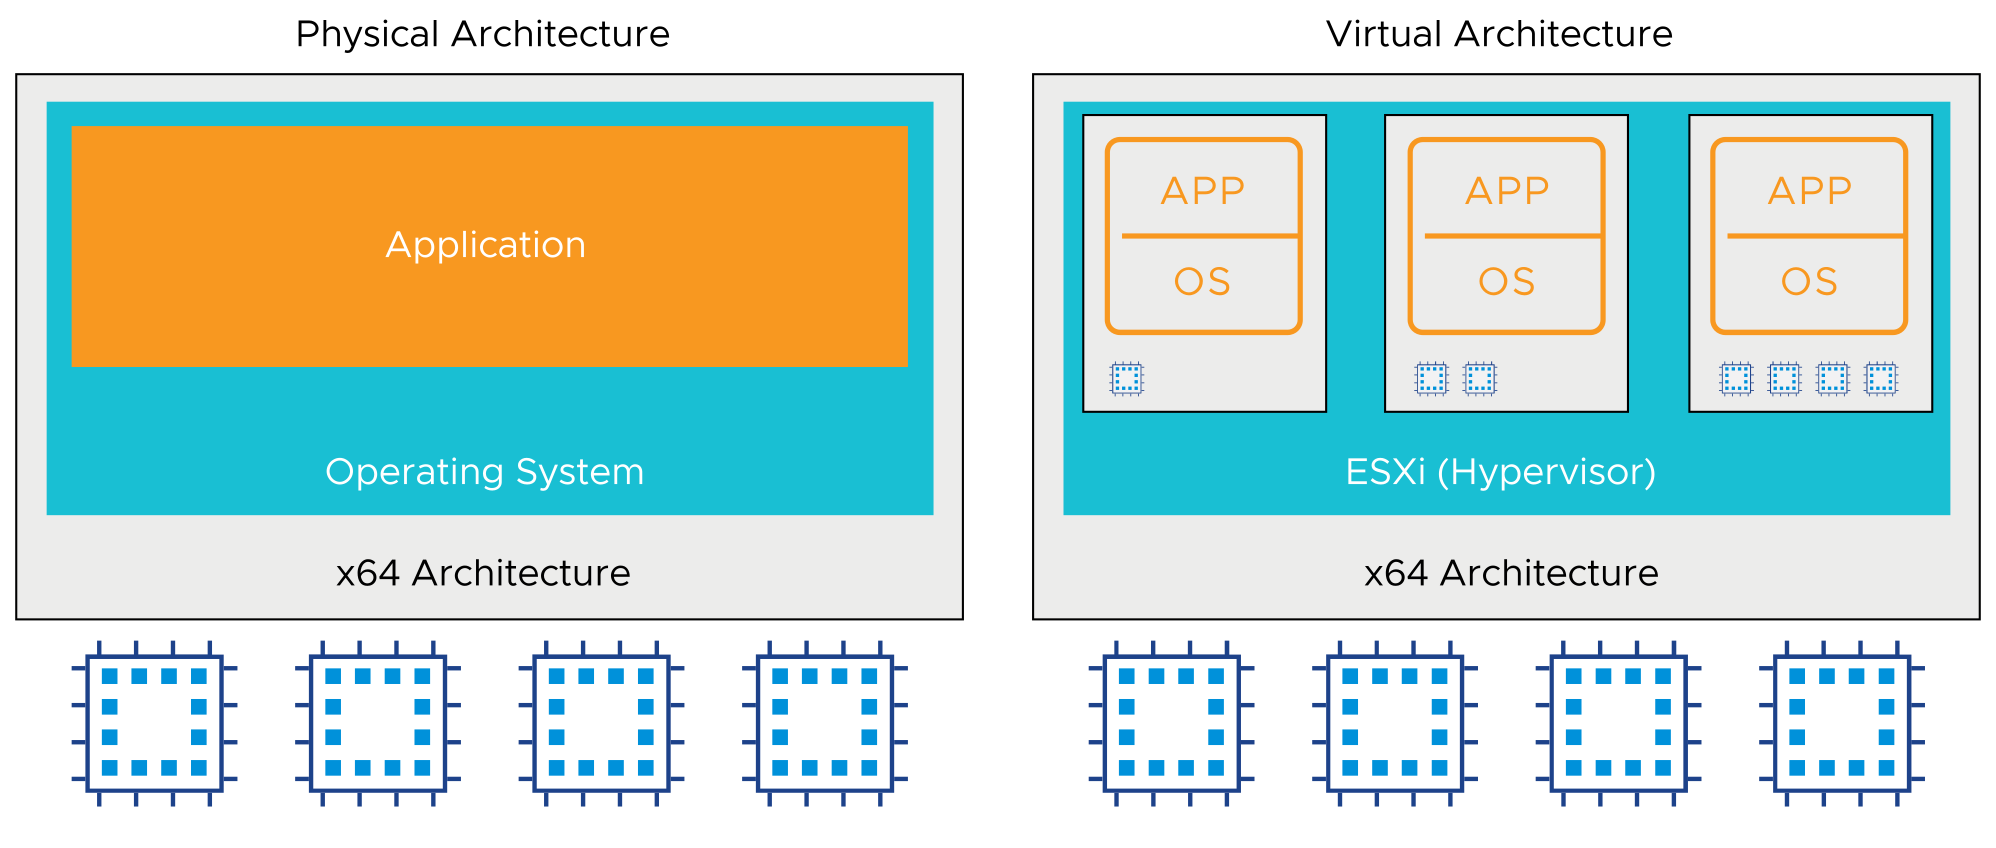 Physical Architecture
Application
Operating System
x64 Architecture
Virtual Architecture
APP
OS
APP
OS
APP
OS
ESXi (Hypervisor)
x64 Architecture